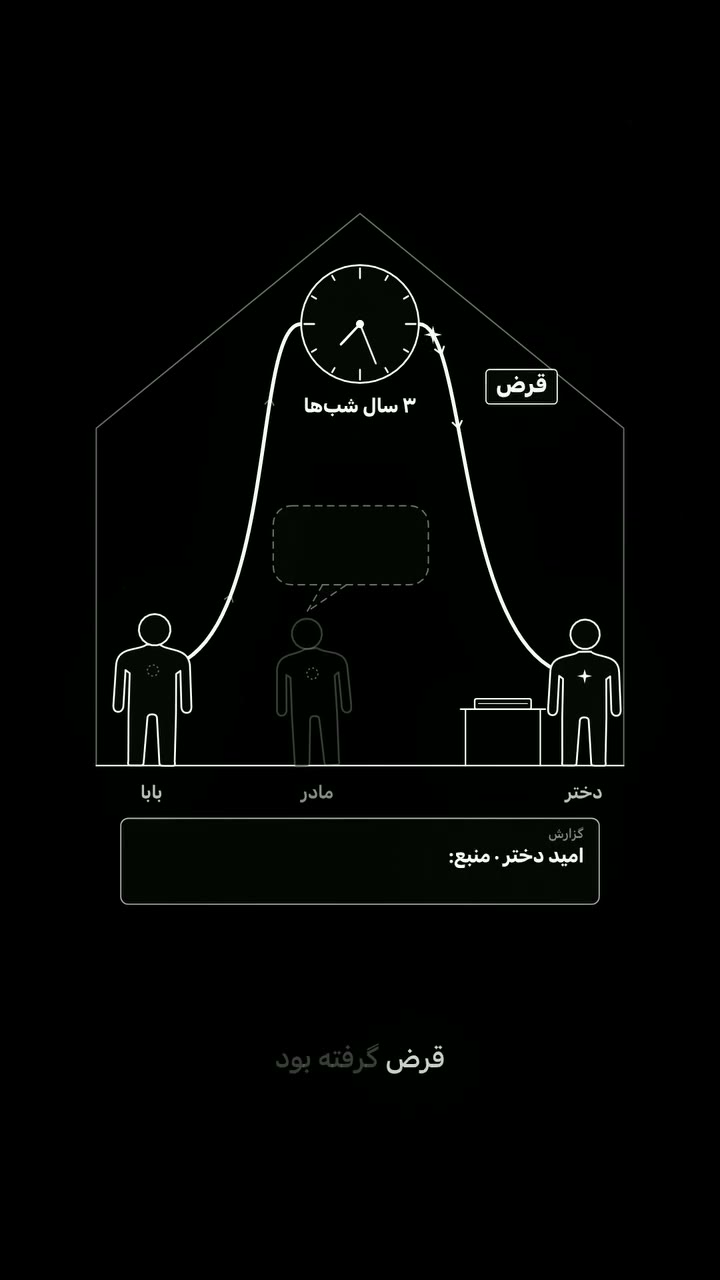 قرض
۳ سال شب‌ها
بابا
مادر
دختر
گزارش
امید دختر · منبع:
قرض گرفته بود